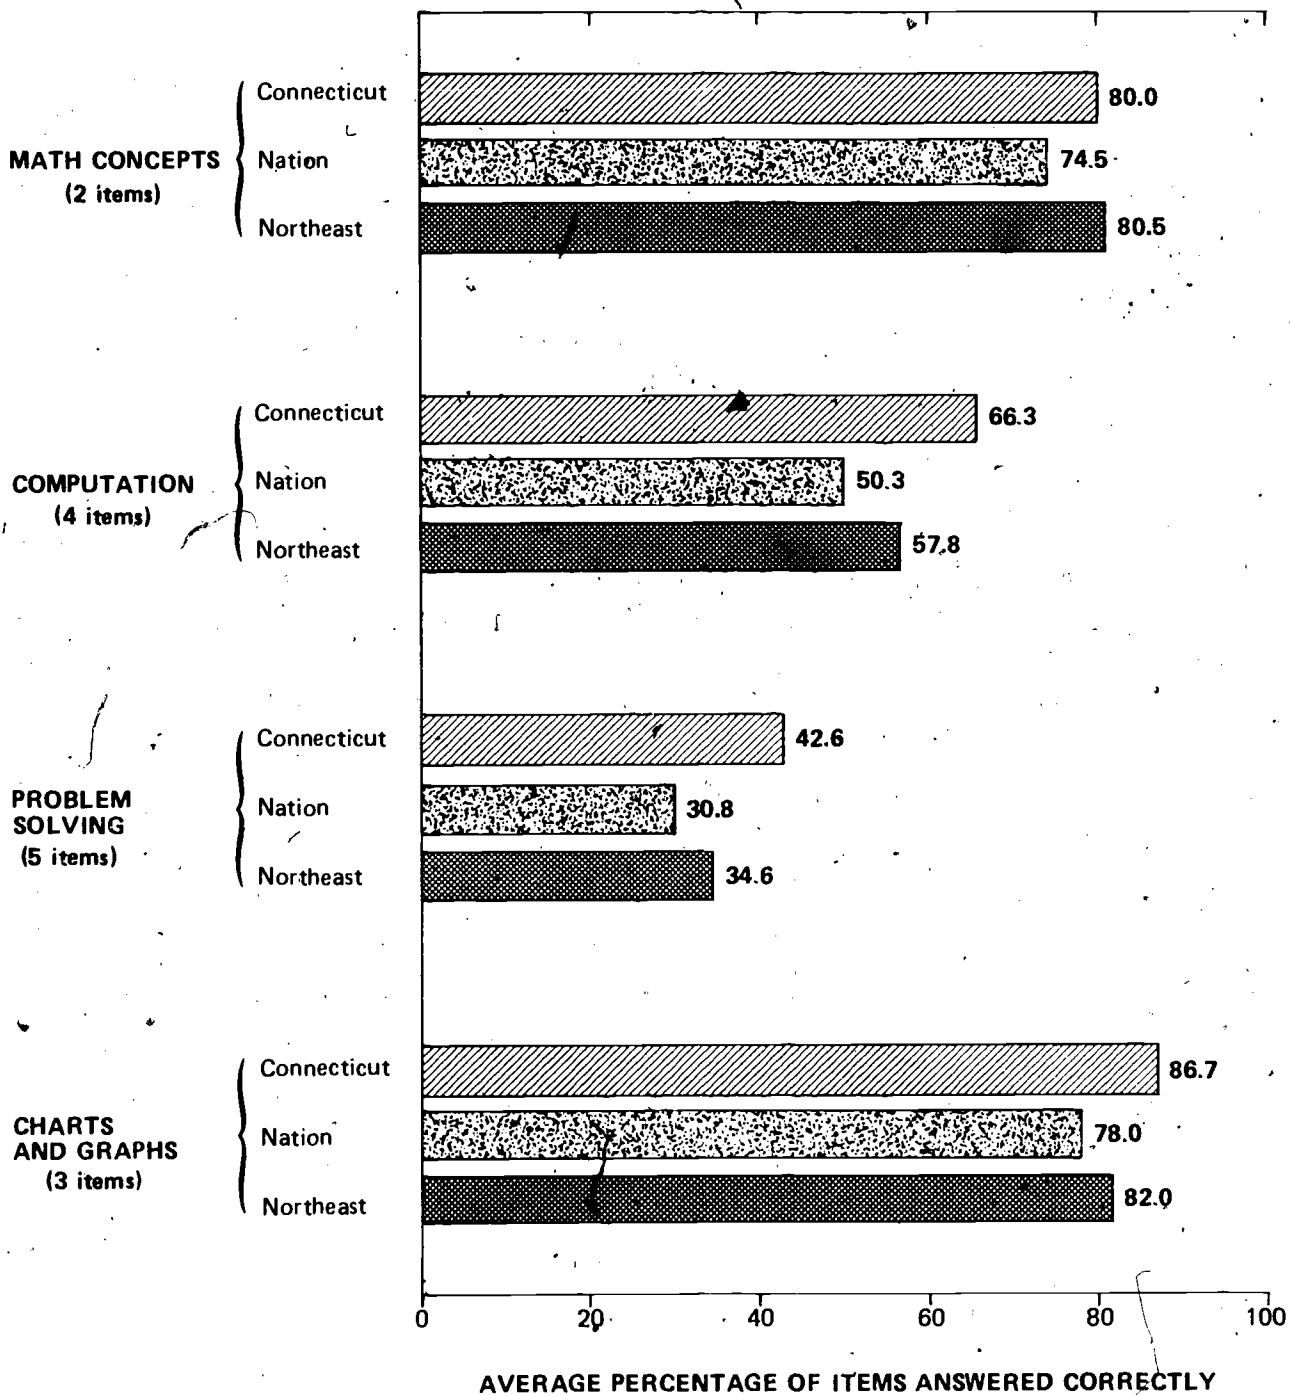 Connecticut
80.0
MATH CONCEPTS
Nation
74.5
(2 items)
Northeast
80.5
Connecticut
66.3
COMPUTATION
Nation
50.3
(4 items)
Northeast
57.8
Connecticut
42.6
PROBLEM
SOLVING
Nation
30.8
(5 items)
Northeast
34.6
Connecticut
86.7
CHARTS
AND GRAPHS
Nation
78.0
(3 items)
Northeast
82.0
0 20 40 60 80 100
AVERAGE PERCENTAGE OF ITEMS ANSWERED CORRECTLY